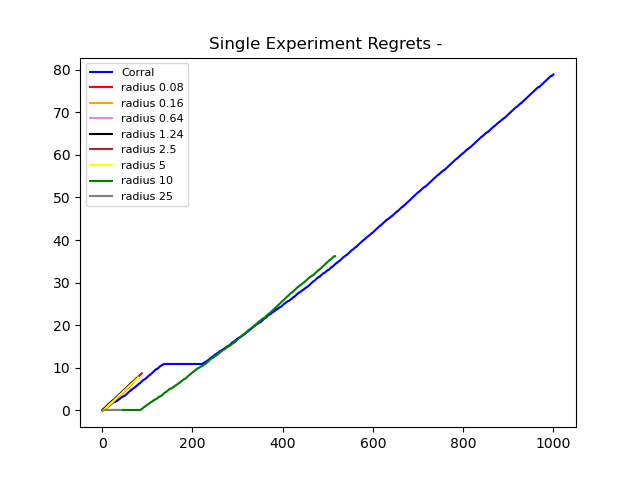 Single Experiment Regrets -
Corral
radius 0.08
radius 0.16
radius 0.64
radius 1.24
radius 2.5
radius 5
radius 10
radius 25
80
70
60
50
40
30
20
10
0
0 200 400 600 800 1000